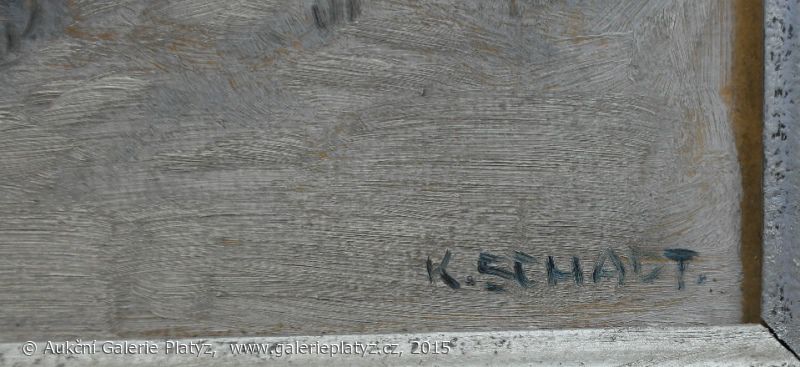 K. SCHADT.
© Aukční Galerie Platýz, www.galerieplatyz.cz, 2015